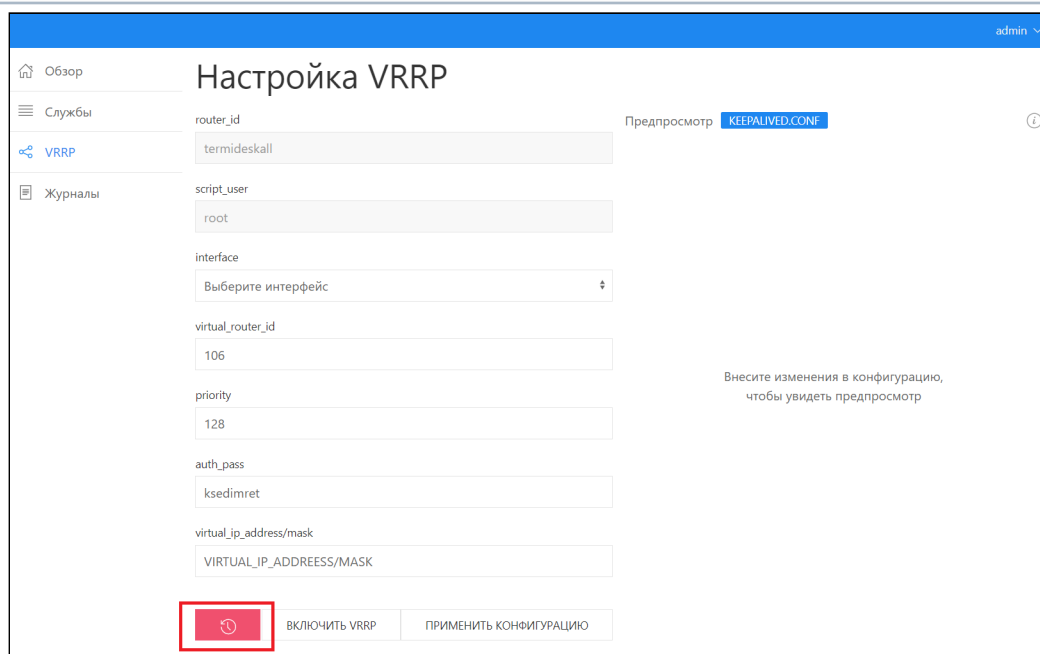 admin
Обзор
Службы
VRRP
Журналы
Настройка VRRP
router_id
termideskall
script_user
root
interface
Выберите интерфейс
virtual_router_id
106
priority
128
auth_pass
ksedimret
virtual_ip_address/mask
VIRTUAL_IP_ADDREESS/MASK
ВКЛЮЧИТЬ VRRP
ПРИМЕНИТЬ КОНФИГУРАЦИЮ
Предпросмотр KEEPALIVED.CONF
Внесите изменения в конфигурацию,
чтобы увидеть предпросмотр